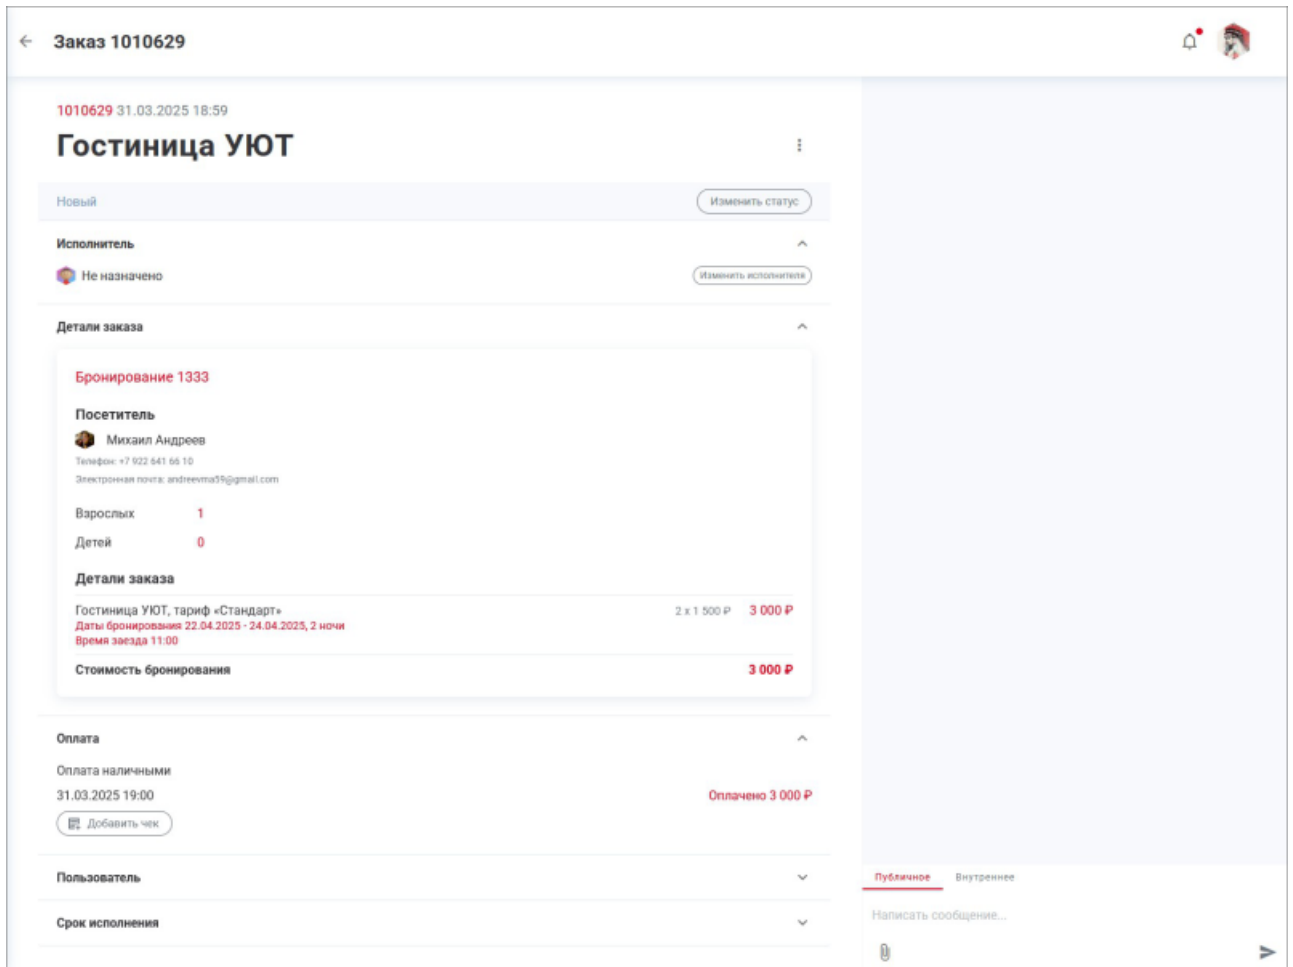 Заказ 1010629
1010629 31.03.2025 18:59
Гостиница УЮТ
Новый
Изменить статус
Исполнитель
Не назначено
Изменить исполнителя
Детали заказа
Бронирование 1333
Посетитель
Михаил Андреев
Телефон: +7 922 641 66 10
Электронная почта: andreevma59@gmail.com
Взрослых 1
Детей 0
Детали заказа
Гостиница УЮТ, тариф «Стандарт» 2 x 1 500 ₽ 3 000 ₽
Даты бронирования 22.04.2025 - 24.04.2025, 2 ночи
Время заезда 11:00
Стоимость бронирования 3 000 ₽
Оплата
Оплата наличными
31.03.2025 19:00 Оплачено 3 000 ₽
Добавить чек
Пользователь
Срок исполнения
Публичное Внутреннее
Написать сообщение...